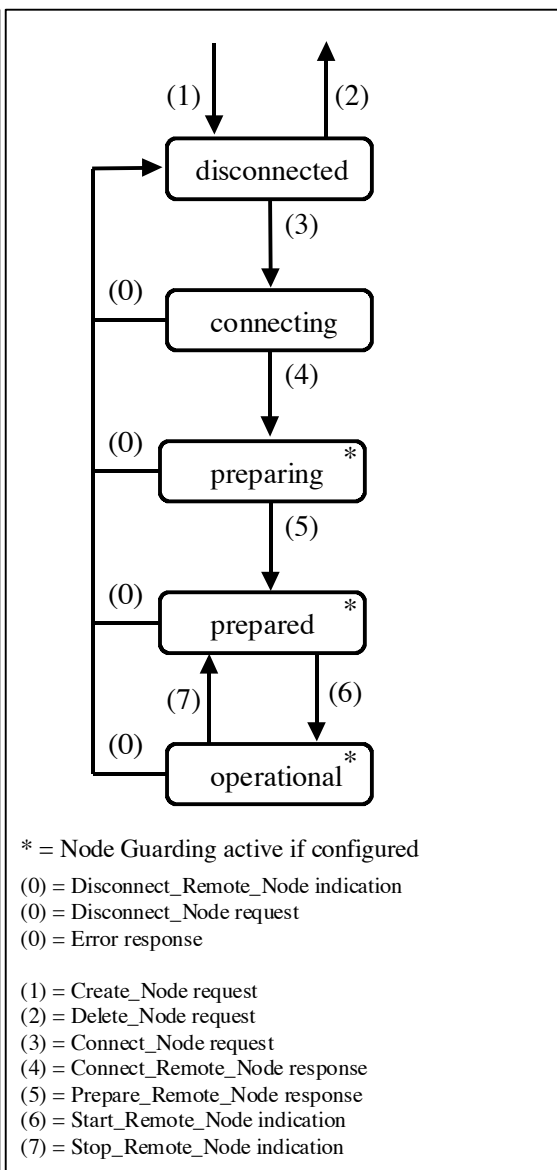 (1)
(2)
disconnected
(3)
(0)
connecting
(4)
(0)
preparing *
(5)
(0)
prepared *
(7)
(6)
(0)
operational *
* = Node Guarding active if configured
(0) = Disconnect_Remote_Node indication
(0) = Disconnect_Node request
(0) = Error response
(1) = Create_Node request
(2) = Delete_Node request
(3) = Connect_Node request
(4) = Connect_Remote_Node response
(5) = Prepare_Remote_Node response
(6) = Start_Remote_Node indication
(7) = Stop_Remote_Node indication